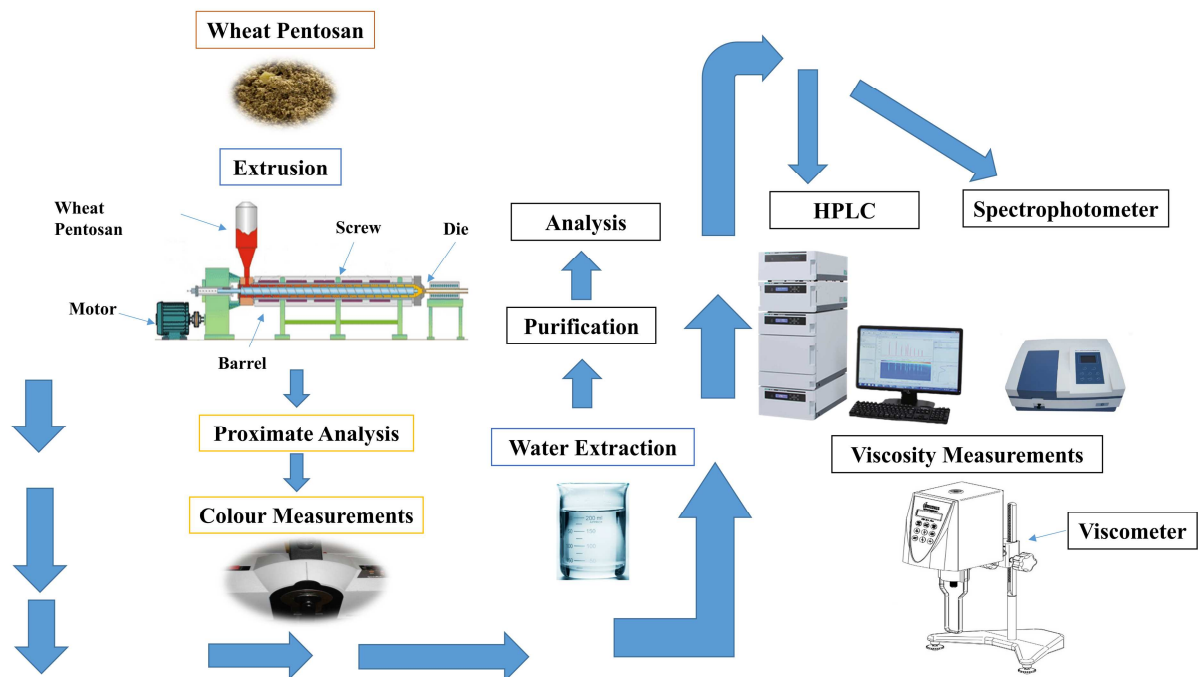 Wheat Pentosan
Extrusion
Wheat
Pentosan
Screw
Die
Motor
Barrel
Proximate Analysis
Colour Measurements
Analysis
Purification
Water Extraction
HPLC
Spectrophotometer
Viscosity Measurements
Viscometer